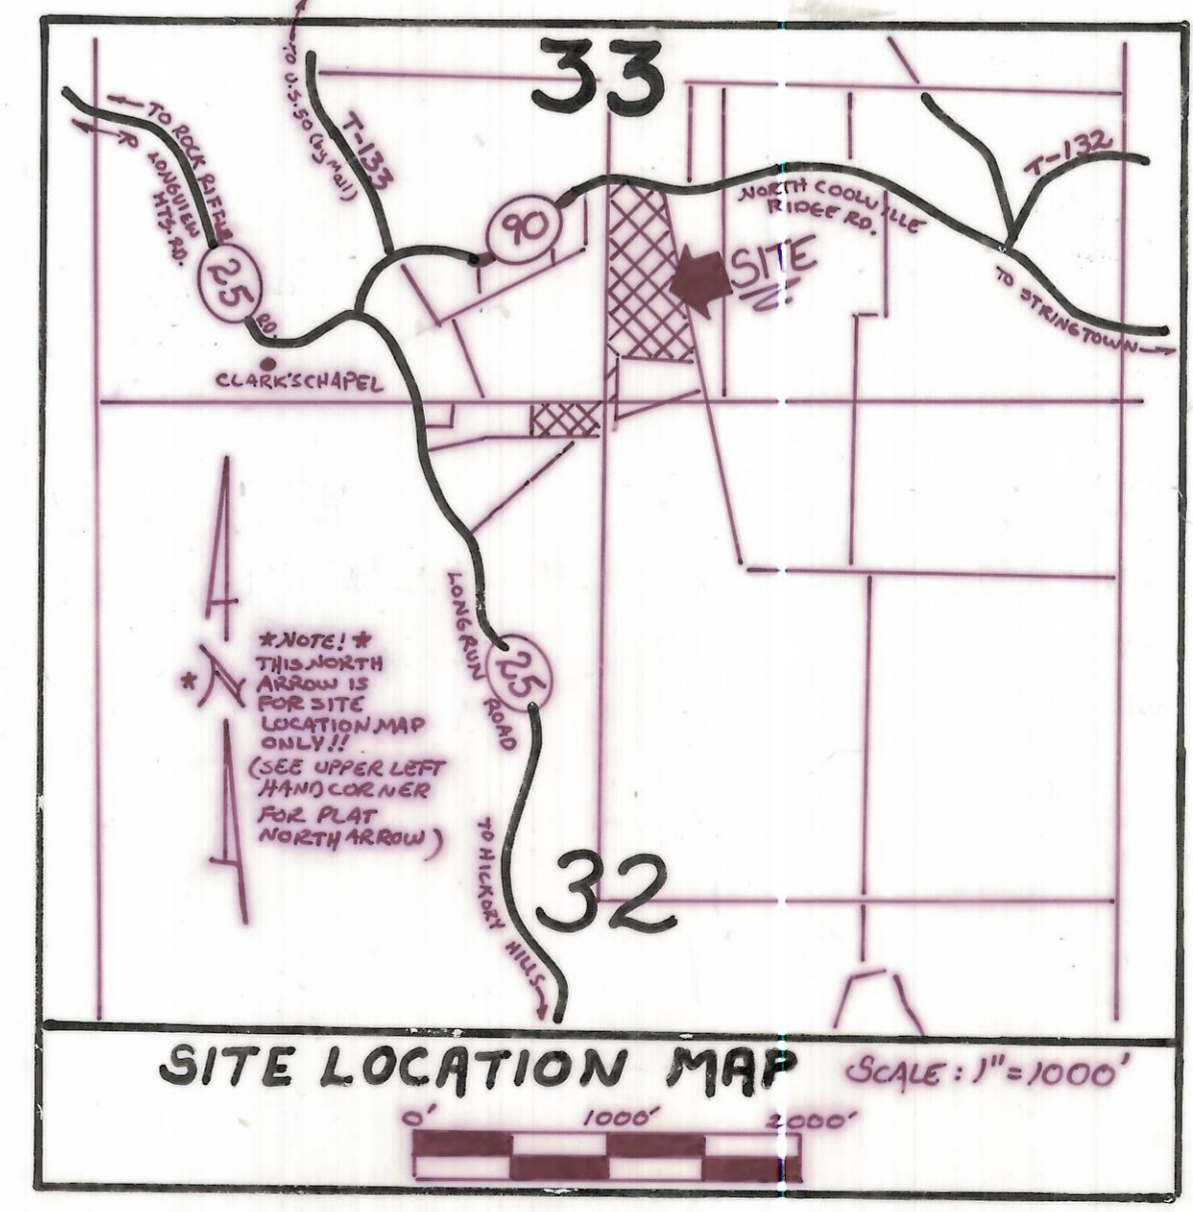 33
TO U.S.50 (by Mall)
T-133
TO ROCK RIFFLE
RD.
TO LONGVIEW
HTS. RD.
25
90
NORTH COOLVILLE
RIDGE RD.
T-132
SITE
TO STRINGTOWN
CLARK'S CHAPEL
LONG RUN ROAD
25
*NOTE!*
THIS NORTH
ARROW IS
FOR SITE
LOCATION MAP
ONLY!!
(SEE UPPER LEFT
HAND CORNER
FOR PLAT
NORTH ARROW)
* N
TO HICKORY HILLS
32
SITE LOCATION MAP
SCALE: 1"=1000'
0' 1000' 2000'